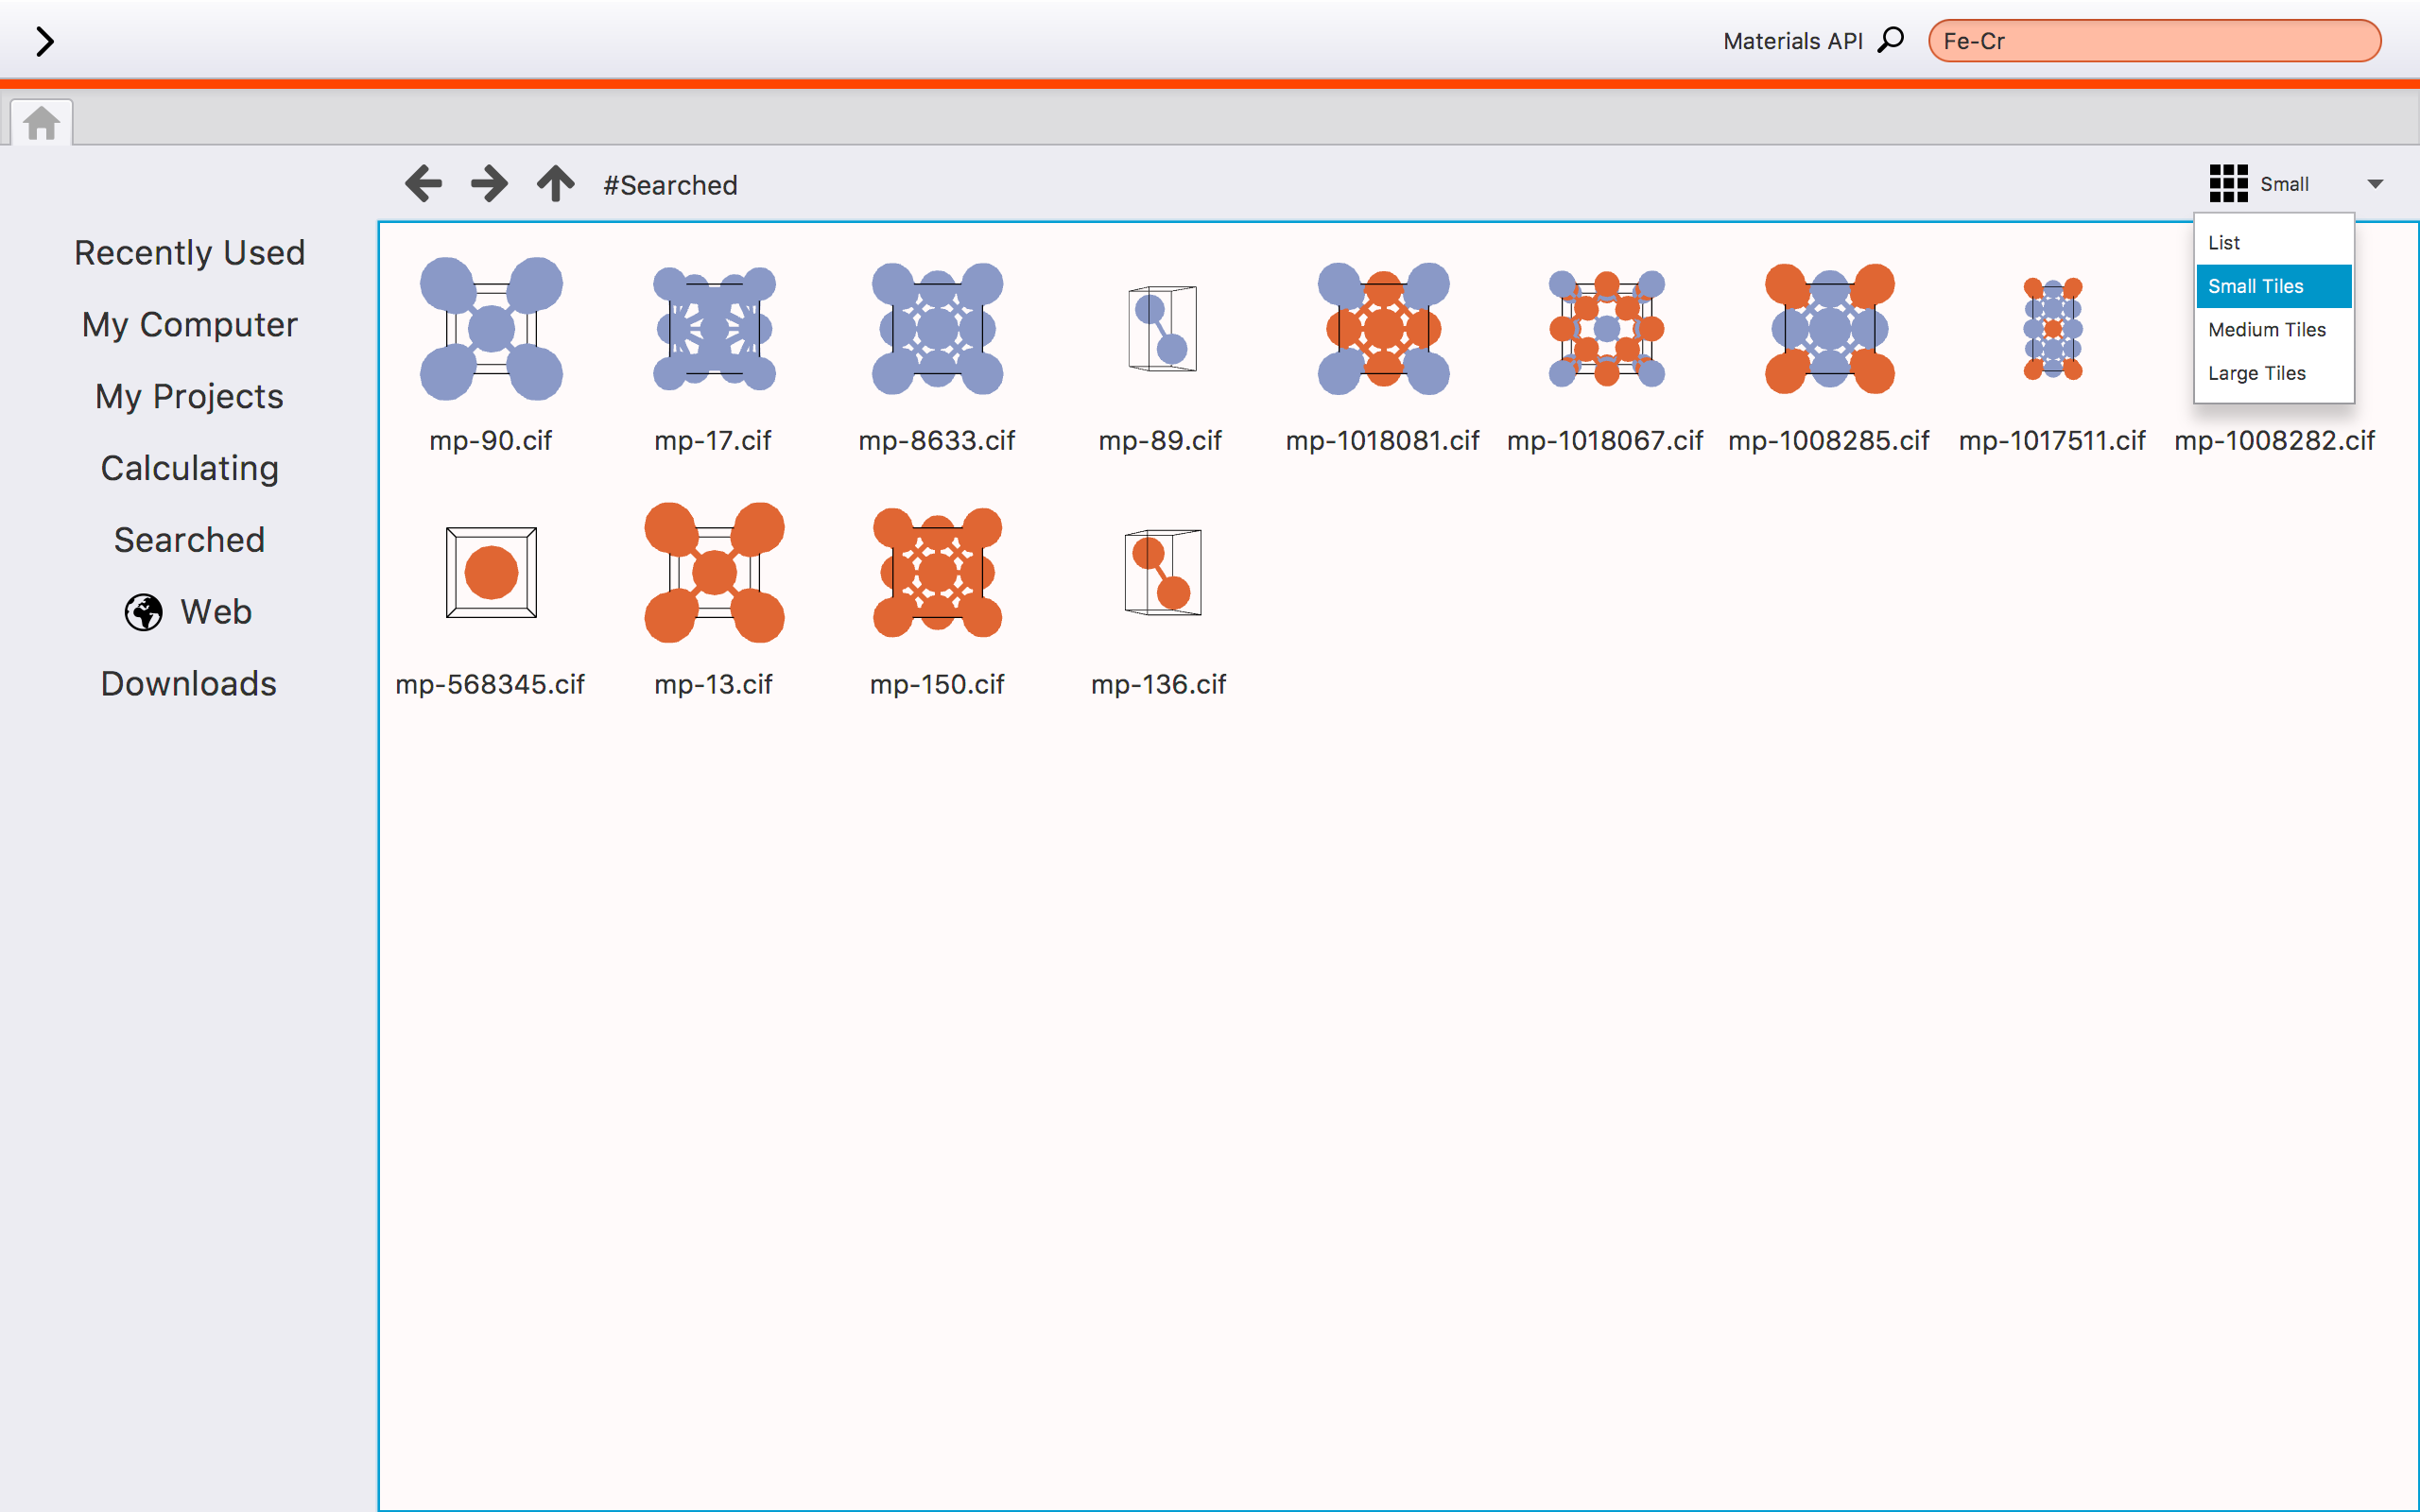 Materials API
Fe-Cr
#Searched
Small
List
Small Tiles
Medium Tiles
Large Tiles
Recently Used
My Computer
My Projects
Calculating
Searched
Web
Downloads
mp-90.cif
mp-17.cif
mp-8633.cif
mp-89.cif
mp-1018081.cif
mp-1018067.cif
mp-1008285.cif
mp-1017511.cif
mp-1008282.cif
mp-568345.cif
mp-13.cif
mp-150.cif
mp-136.cif